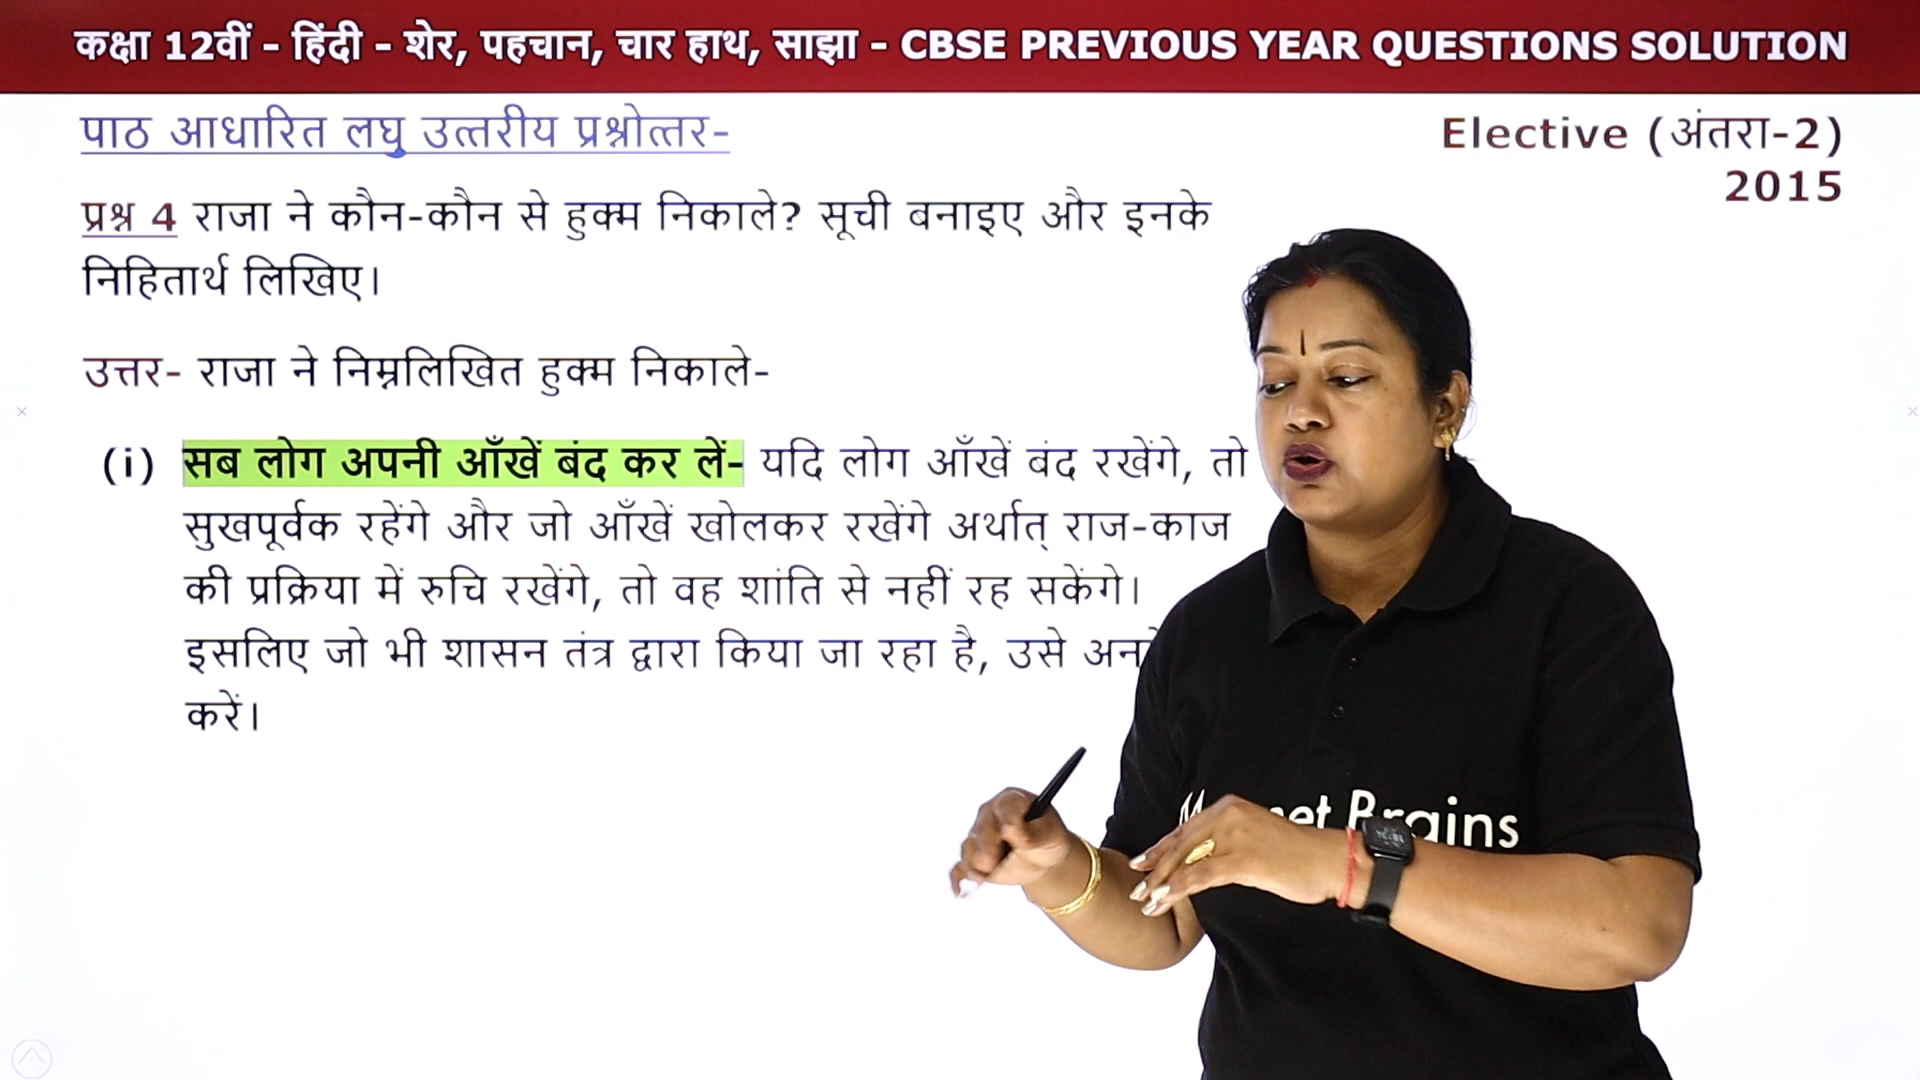 कक्षा 12वीं - हिंदी - शेर, पहचान, चार हाथ, साझा - CBSE PREVIOUS YEAR QUESTIONS SOLUTION
पाठ आधारित लघु उत्तरीय प्रश्नोत्तर-
Elective (अंतरा-2)
2015
प्रश्न 4 राजा ने कौन-कौन से हुक्म निकाले? सूची बनाइए और इनके
निहितार्थ लिखिए।
उत्तर- राजा ने निम्नलिखित हुक्म निकाले-
(i) सब लोग अपनी आँखें बंद कर लें- यदि लोग आँखें बंद रखेंगे, तो
सुखपूर्वक रहेंगे और जो आँखें खोलकर रखेंगे अर्थात् राज-काज
की प्रक्रिया में रुचि रखेंगे, तो वह शांति से नहीं रह सकेंगे।
इसलिए जो भी शासन तंत्र द्वारा किया जा रहा है, उसे
करें।
Brains